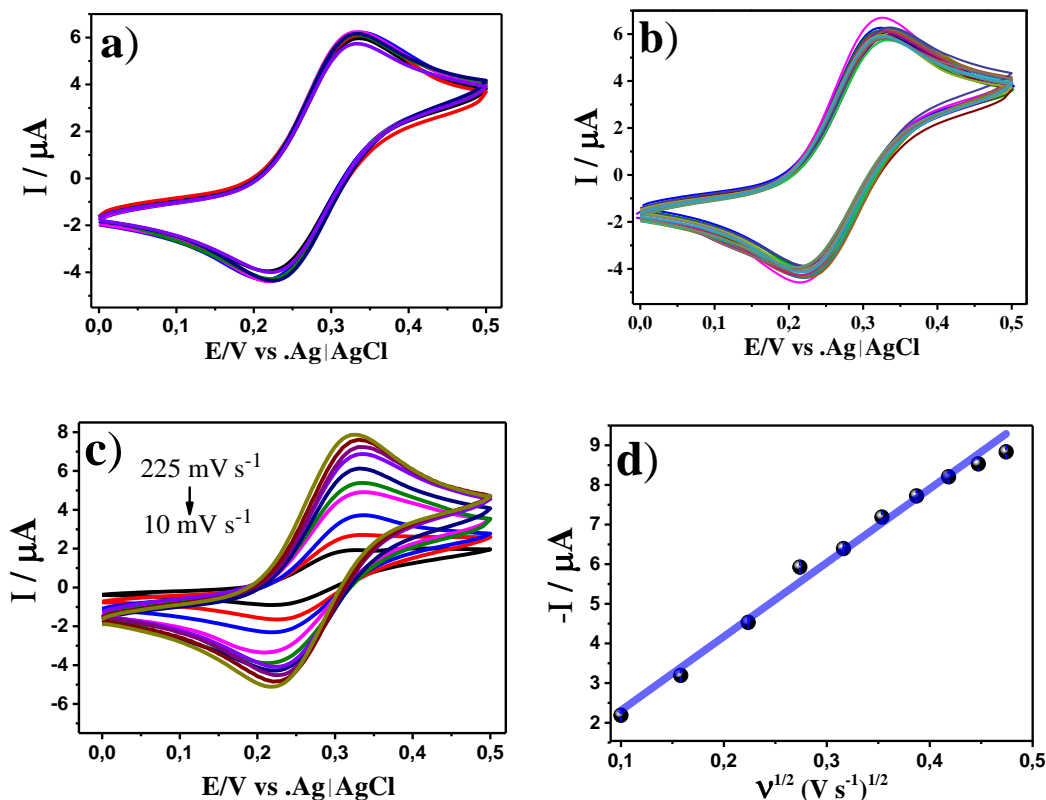 a)
I / µA
6
4
2
0
-2
-4
0,0 0,1 0,2 0,3 0,4 0,5
E/V vs .Ag|AgCl
b)
I / µA
6
4
2
0
-2
-4
0,0 0,1 0,2 0,3 0,4 0,5
E/V vs .Ag|AgCl
c)
225 mV s-1
10 mV s-1
I / µA
8
6
4
2
0
-2
-4
-6
0,0 0,1 0,2 0,3 0,4 0,5
E/V vs .Ag|AgCl
d)
-I / µA
9
8
7
6
5
4
3
2
0,1 0,2 0,3 0,4 0,5
ν1/2 (V s-1)1/2